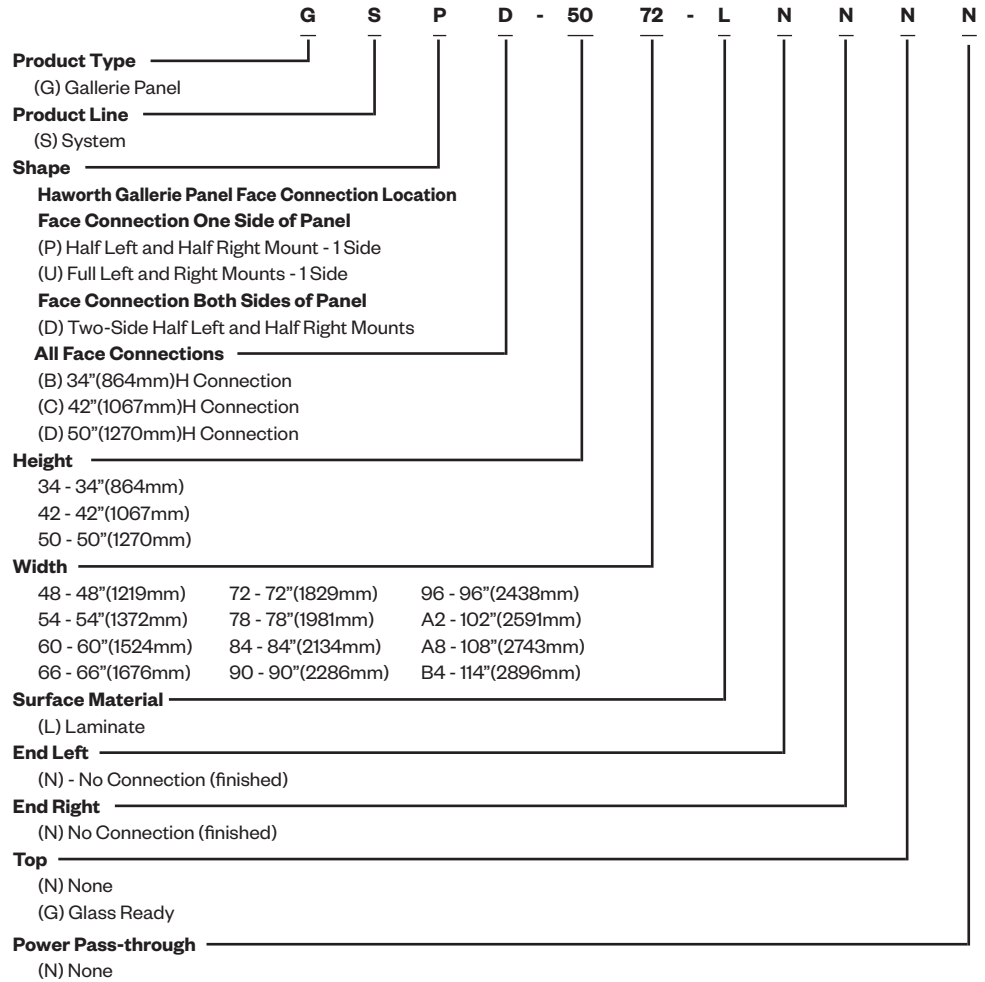 G S P D - 50 72 - L N N N N
Product Type
(G) Gallerie Panel
Product Line
(S) System
Shape
Haworth Gallerie Panel Face Connection Location
Face Connection One Side of Panel
(P) Half Left and Half Right Mount - 1 Side
(U) Full Left and Right Mounts - 1 Side
Face Connection Both Sides of Panel
(D) Two-Side Half Left and Half Right Mounts
All Face Connections
(B) 34”(864mm)H Connection
(C) 42”(1067mm)H Connection
(D) 50”(1270mm)H Connection
Height
34 - 34”(864mm)
42 - 42”(1067mm)
50 - 50”(1270mm)
Width
48 - 48”(1219mm) 72 - 72”(1829mm) 96 - 96”(2438mm)
54 - 54”(1372mm) 78 - 78”(1981mm) A2 - 102”(2591mm)
60 - 60”(1524mm) 84 - 84”(2134mm) A8 - 108”(2743mm)
66 - 66”(1676mm) 90 - 90”(2286mm) B4 - 114”(2896mm)
Surface Material
(L) Laminate
End Left
(N) - No Connection (finished)
End Right
(N) No Connection (finished)
Top
(N) None
(G) Glass Ready
Power Pass-through
(N) None